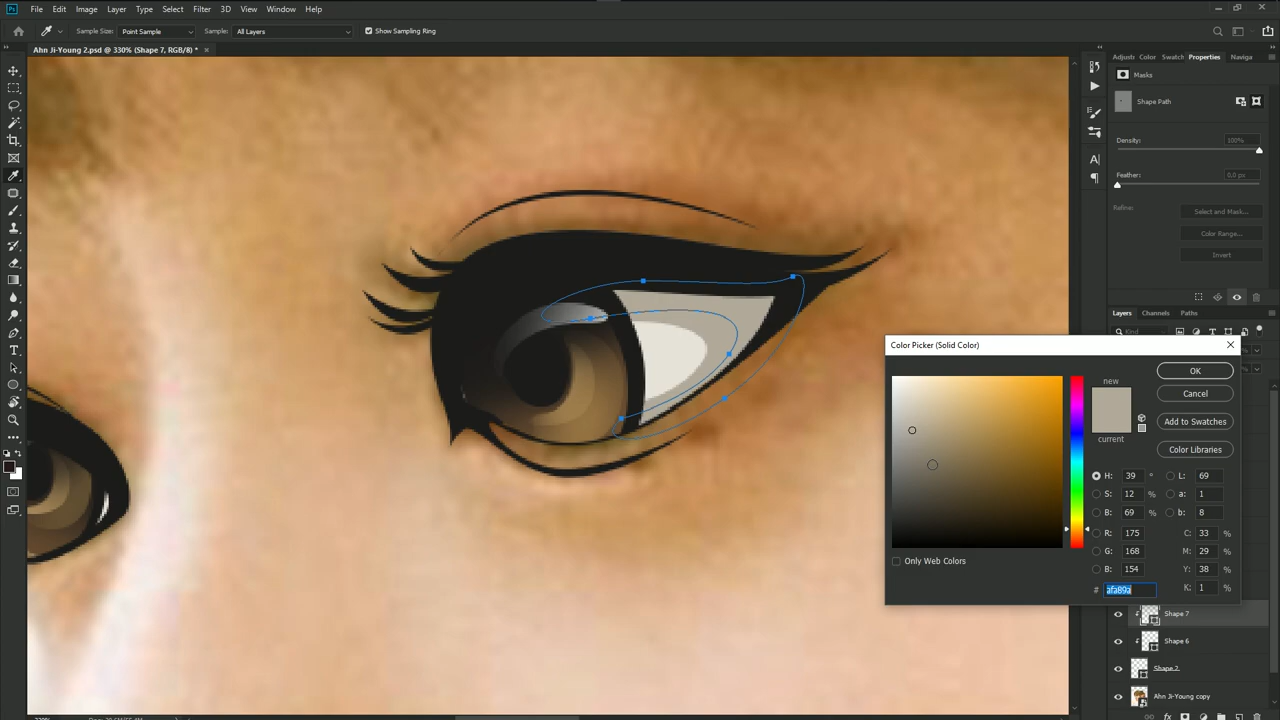 Ps File Edit Image Layer Type Select Filter 3D View Window Help
Sample Size: Point Sample Sample: All Layers Show Sampling Ring
Ahn Ji-Young 2.psd @ 330% (Shape 7, RGB/8) * ×
Adjustr Color Swatch Properties Naviga
Masks
Shape Path
Density: 100%
Feather: 0.0 px
Refine: Select and Mask...
Color Range...
Invert
Layers Channels Paths
Kind
Color Picker (Solid Color)
new
current
OK
Cancel
Add to Swatches
Color Libraries
H: 39 ° L: 69
S: 12 % a: 1
B: 69 % b: 8
R: 175 C: 33 %
G: 168 M: 29 %
B: 154 Y: 38 %
# afa89a K: 1 %
Only Web Colors
Shape 7
Shape 6
Shape 2
Ahn Ji-Young copy
fx